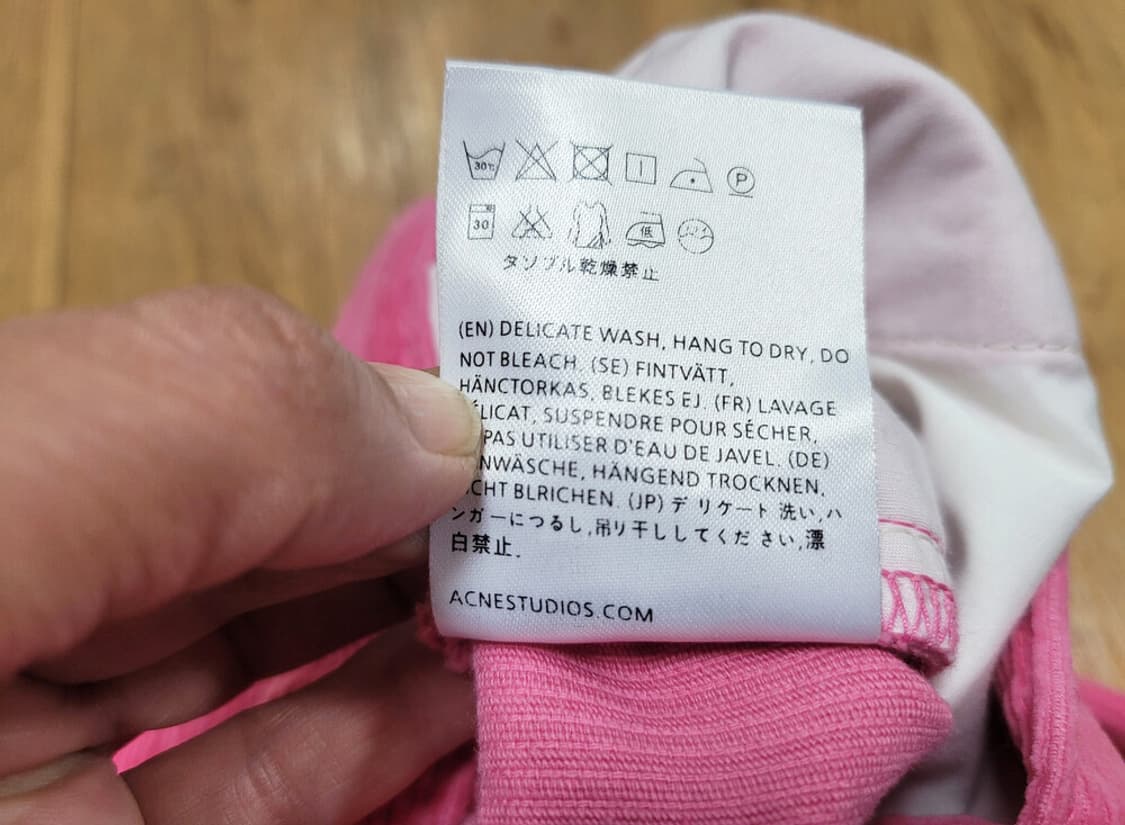 30°C P
30 低
タンブル乾燥禁止
(EN) DELICATE WASH, HANG TO DRY, DO
NOT BLEACH. (SE) FINTVÄTT,
HÄNCTORKAS, BLEKES EJ. (FR) LAVAGE
ÉLICAT, SUSPENDRE POUR SÉCHER,
PAS UTILISER D'EAU DE JAVEL. (DE)
NWÄSCHE, HÄNGEND TROCKNEN,
CHT BLRICHEN. (JP) デリケート 洗い,ハ
ンガーにつるし,吊り干ししてください,漂
白禁止.
ACNESTUDIOS.COM